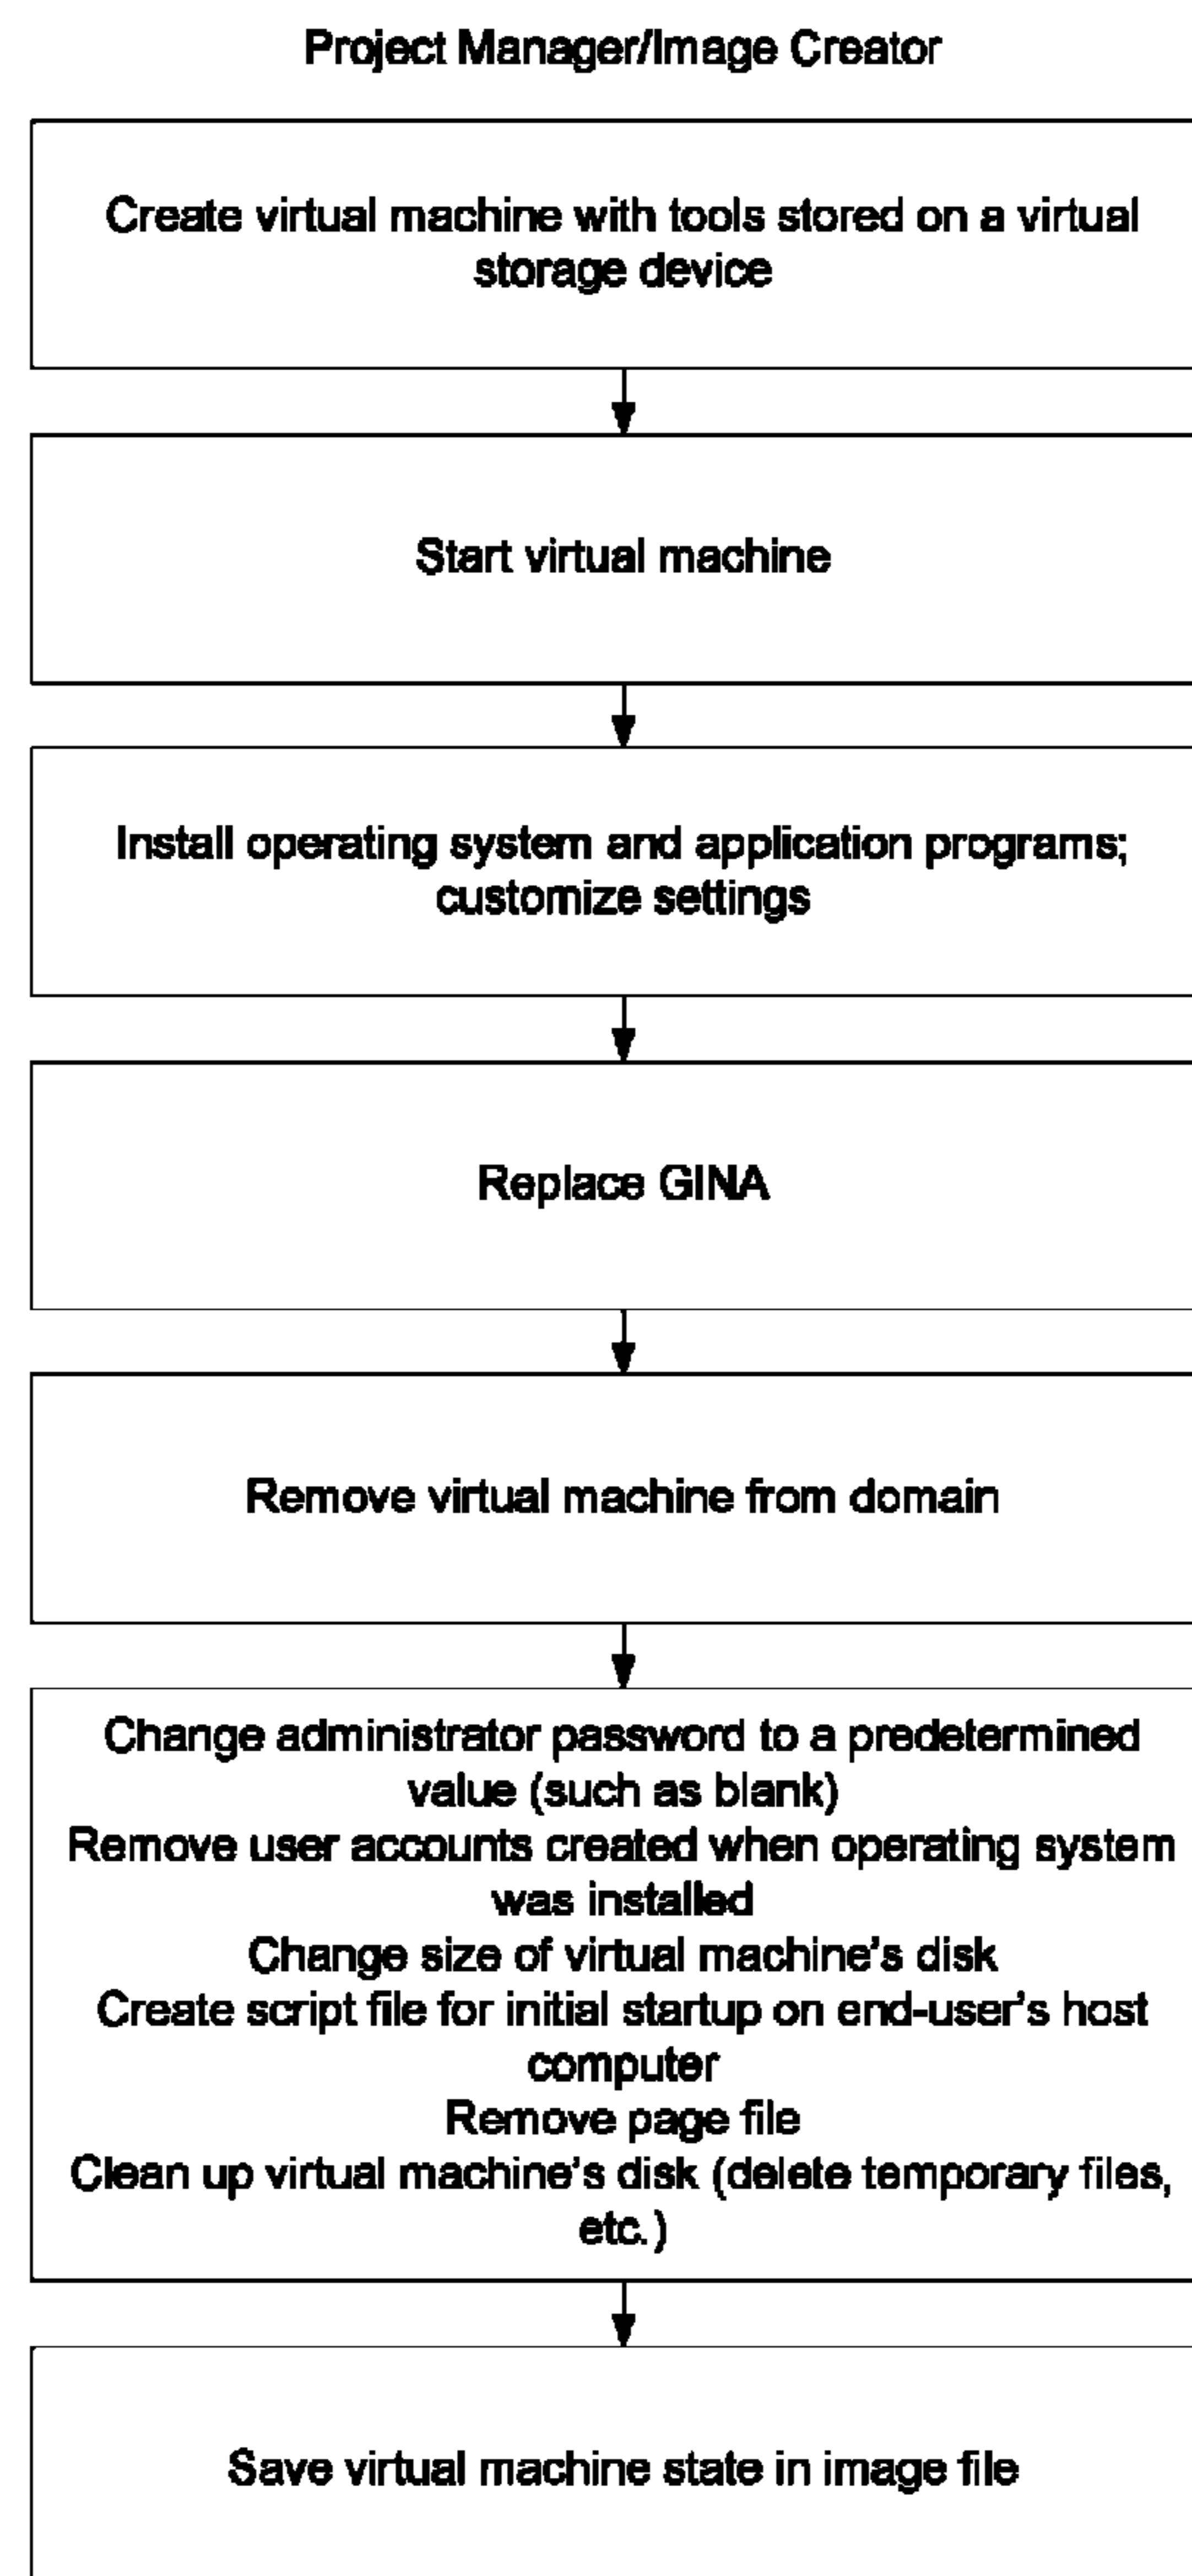 Project Manager/Image Creator
Create virtual machine with tools stored on a virtual
storage device
Start virtual machine
Install operating system and application programs;
customize settings
Replace GINA
Remove virtual machine from domain
Change administrator password to a predetermined
value (such as blank)
Remove user accounts created when operating system
was installed
Change size of virtual machine's disk
Create script file for initial startup on end-user's host
computer
Remove page file
Clean up virtual machine's disk (delete temporary files,
etc.)
Save virtual machine state in image file